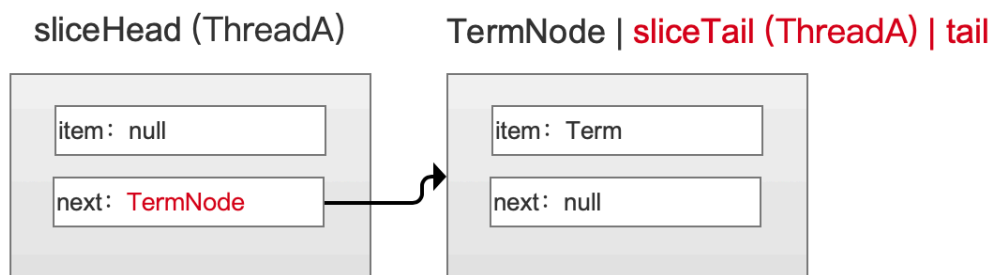 sliceHead (ThreadA)
TermNode | sliceTail (ThreadA) | tail
item：null
next：TermNode
item：Term
next：null